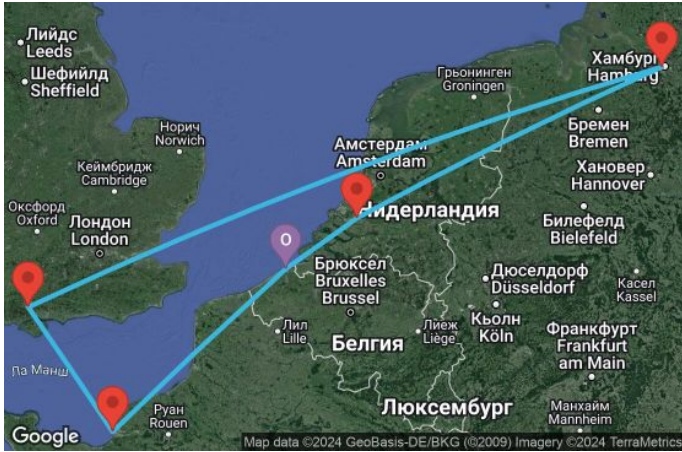 Лийдс
Leeds
Шефийлд
Sheffield
Хамбург
Hamburg
Грьонинген
Groningen
Бремен
Bremen
Норич
Norwich
Амстердам
Amsterdam
Кеймбридж
Cambridge
Хановер
Hannover
Оксфорд
Oxford
Лондон
London
Нидерландия
Билефелд
Bielefeld
O
Брюксел
Bruxelles
Brussel
Дюселдорф
Düsseldorf
Касел
Kassel
Лил
Lille
Лиеж
Liège
Кьолн
Köln
Белгия
Франкфурт
Frankfurt
am Main
Ла Манш
Люксембург
Руан
Rouen
Манхайм
Mannheim
Google
Map data ©2024 GeoBasis-DE/BKG (©2009) Imagery ©2024 TerraMetrics